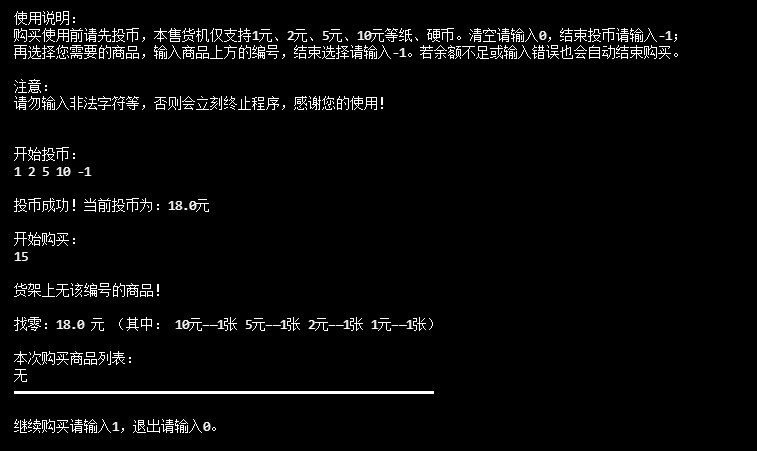 使用说明：
购买使用前请先投币，本售货机仅支持1元、2元、5元、10元等纸、硬币。清空请输入0，结束投币请输入-1；
再选择您需要的商品，输入商品上方的编号，结束选择请输入-1。若余额不足或输入错误也会自动结束购买。
注意：
请勿输入非法字符等，否则会立刻终止程序，感谢您的使用！
开始投币：
1 2 5 10 -1
投币成功！当前投币为：18.0元
开始购买：
15
货架上无该编号的商品！
找零：18.0 元 （其中： 10元——1张 5元——1张 2元——1张 1元——1张）
本次购买商品列表：
无
继续购买请输入1，退出请输入0。